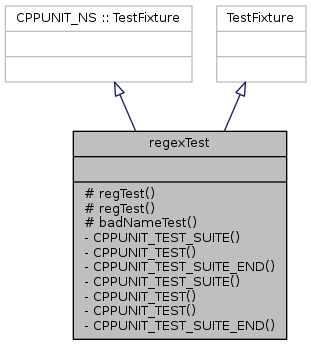 CPPUNIT_NS :: TestFixture
TestFixture
regexTest
# regTest()
# regTest()
# badNameTest()
- CPPUNIT_TEST_SUITE()
- CPPUNIT_TEST()
- CPPUNIT_TEST_SUITE_END()
- CPPUNIT_TEST_SUITE()
- CPPUNIT_TEST()
- CPPUNIT_TEST()
- CPPUNIT_TEST_SUITE_END()